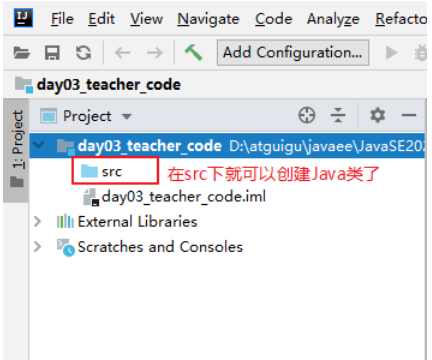 File Edit View Navigate Code Analyze Refacto
Add Configuration...
day03_teacher_code
1: Project
Project
day03_teacher_code D:\atguigu\javaee\JavaSE202
src 在src下就可以创建Java类了
day03_teacher_code.iml
External Libraries
Scratches and Consoles